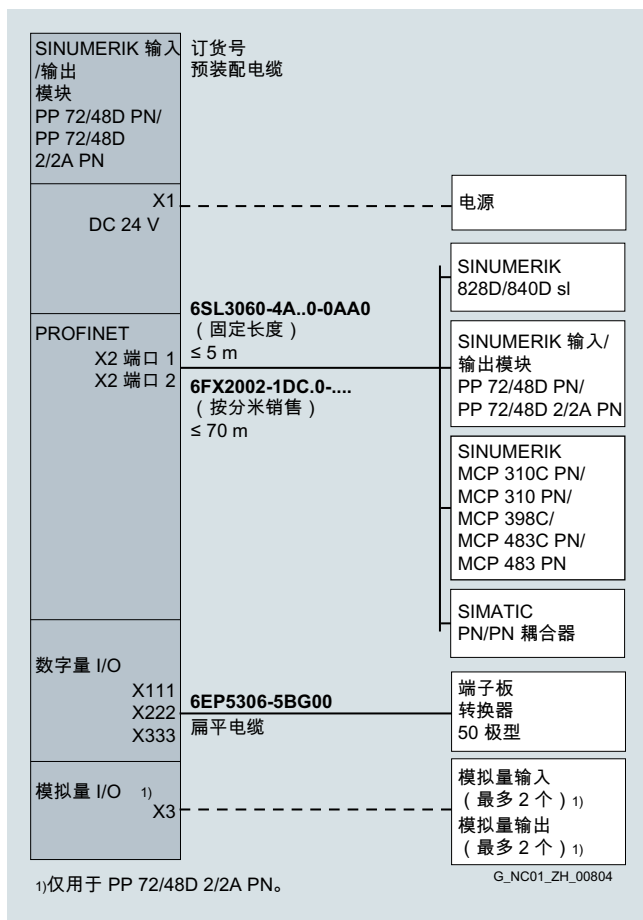 SINUMERIK 输入
/输出
模块
PP 72/48D PN/
PP 72/48D
2/2A PN
订货号
预装配电缆
X1
DC 24 V
电源
PROFINET
X2 端口 1
X2 端口 2
6SL3060-4A..0-0AA0
(固定长度)
≤ 5 m
6FX2002-1DC.0-....
(按分米销售)
≤ 70 m
SINUMERIK
828D/840D sl
SINUMERIK 输入/
输出模块
PP 72/48D PN/
PP 72/48D 2/2A PN
SINUMERIK
MCP 310C PN/
MCP 310 PN/
MCP 398C/
MCP 483C PN/
MCP 483 PN
SIMATIC
PN/PN 耦合器
数字量 I/O
X111
X222
X333
6EP5306-5BG00
扁平电缆
端子板
转换器
50 极型
模拟量 I/O 1)
X3
模拟量输入
(最多 2 个) 1)
模拟量输出
(最多 2 个) 1)
1)仅用于 PP 72/48D 2/2A PN。
G_NC01_ZH_00804